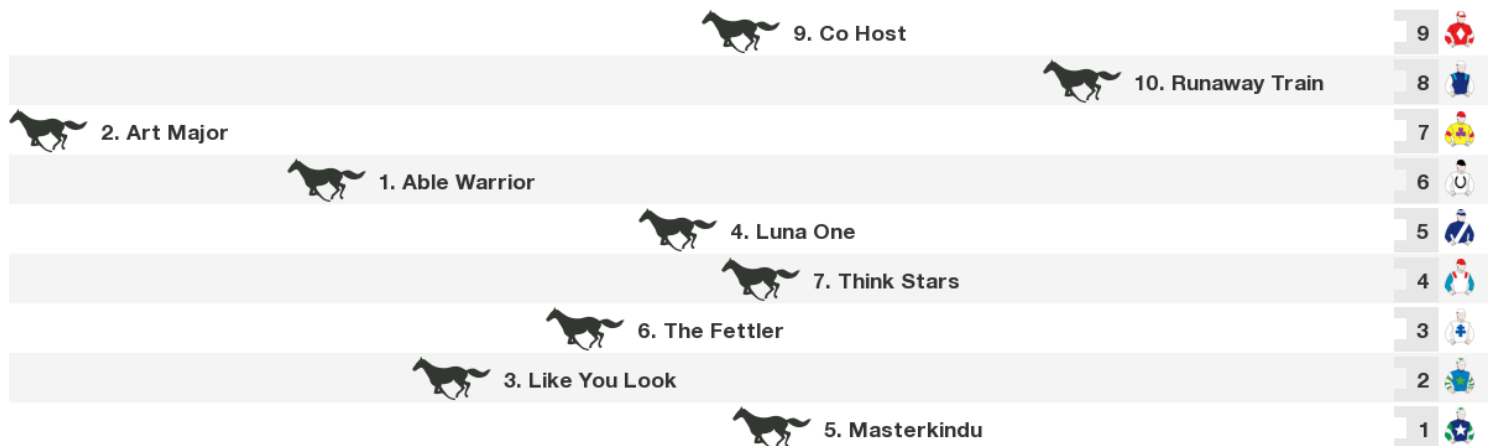 9. Co Host 9
10. Runaway Train 8
2. Art Major 7
1. Able Warrior 6
4. Luna One 5
7. Think Stars 4
6. The Fettler 3
3. Like You Look 2
5. Masterkindu 1